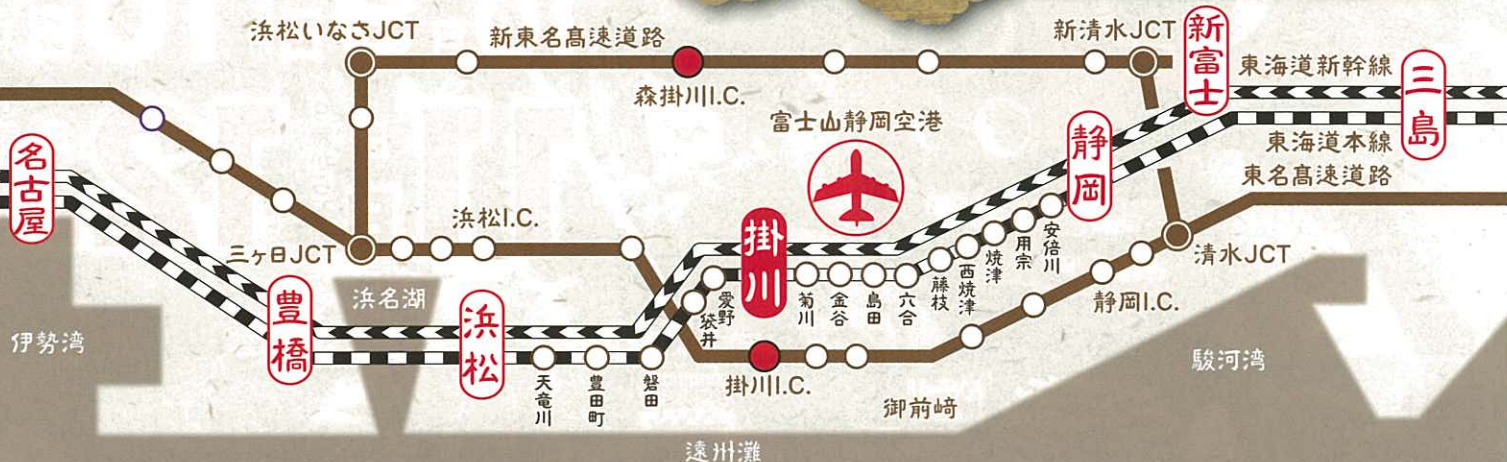 浜松いなさJCT
新東名高速道路
新清水JCT
新富士
東海道新幹線
三島
森掛川I.C.
富士山静岡空港
東海道本線
東名高速道路
名古屋
静岡
三ヶ日JCT
浜松I.C.
掛川
安倍川
用宗
焼津
西焼津
藤枝
六合
島田
金谷
菊川
愛野
袋井
清水JCT
浜名湖
豊橋
浜松
静岡I.C.
伊勢湾
駿河湾
天竜川
豊田町
磐田
掛川I.C.
御前崎
遠州灘